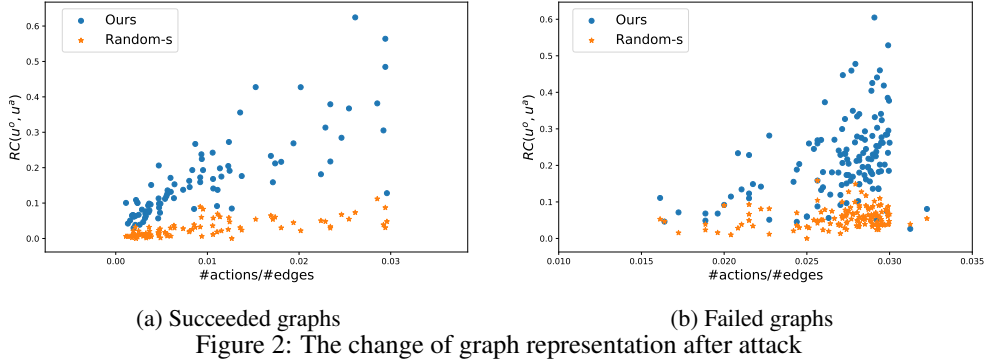 0.6
0.5
0.4
0.3
0.2
0.1
0.0
RC(u^o, u^a)
Ours
Random-s
0.00 0.01 0.02 0.03
#actions/#edges
(a) Succeeded graphs
0.6
0.5
0.4
0.3
0.2
0.1
0.0
RC(u^o, u^a)
Ours
Random-s
0.010 0.015 0.020 0.025 0.030 0.035
#actions/#edges
(b) Failed graphs
Figure 2: The change of graph representation after attack